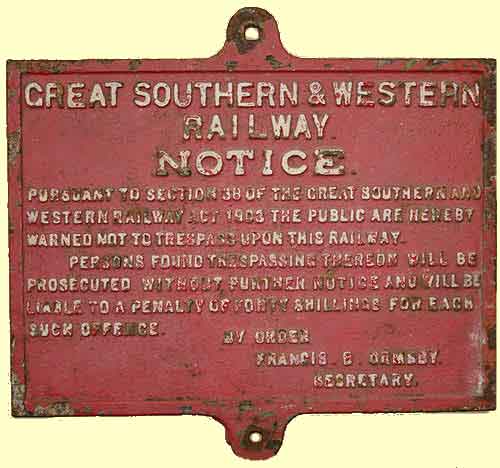 GREAT SOUTHERN & WESTERN
RAILWAY.
NOTICE.
PURSUANT TO SECTION 38 OF THE GREAT SOUTHERN AND
WESTERN RAILWAY ACT 1903 THE PUBLIC ARE HEREBY
WARNED NOT TO TRESPASS UPON THIS RAILWAY.
PERSONS FOUND TRESPASSING THEREON WILL BE
PROSECUTED WITHOUT FURTHER NOTICE AND WILL BE
LIABLE TO A PENALTY OF FORTY SHILLINGS FOR EACH
SUCH OFFENCE.
BY ORDER
FRANCIS B. ORMSBY.
SECRETARY.